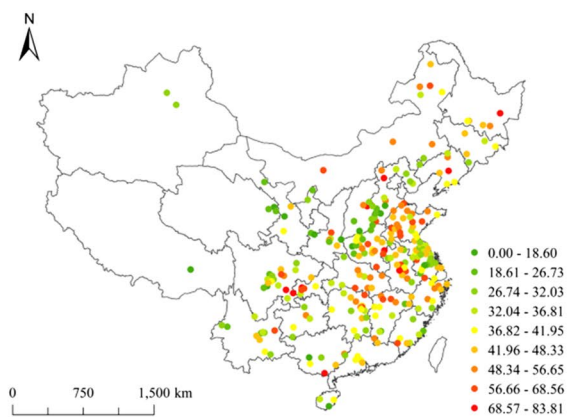 N
0.00 - 18.60
18.61 - 26.73
26.74 - 32.03
32.04 - 36.81
36.82 - 41.95
41.96 - 48.33
48.34 - 56.65
56.66 - 68.56
68.57 - 83.81
0 750 1,500 km